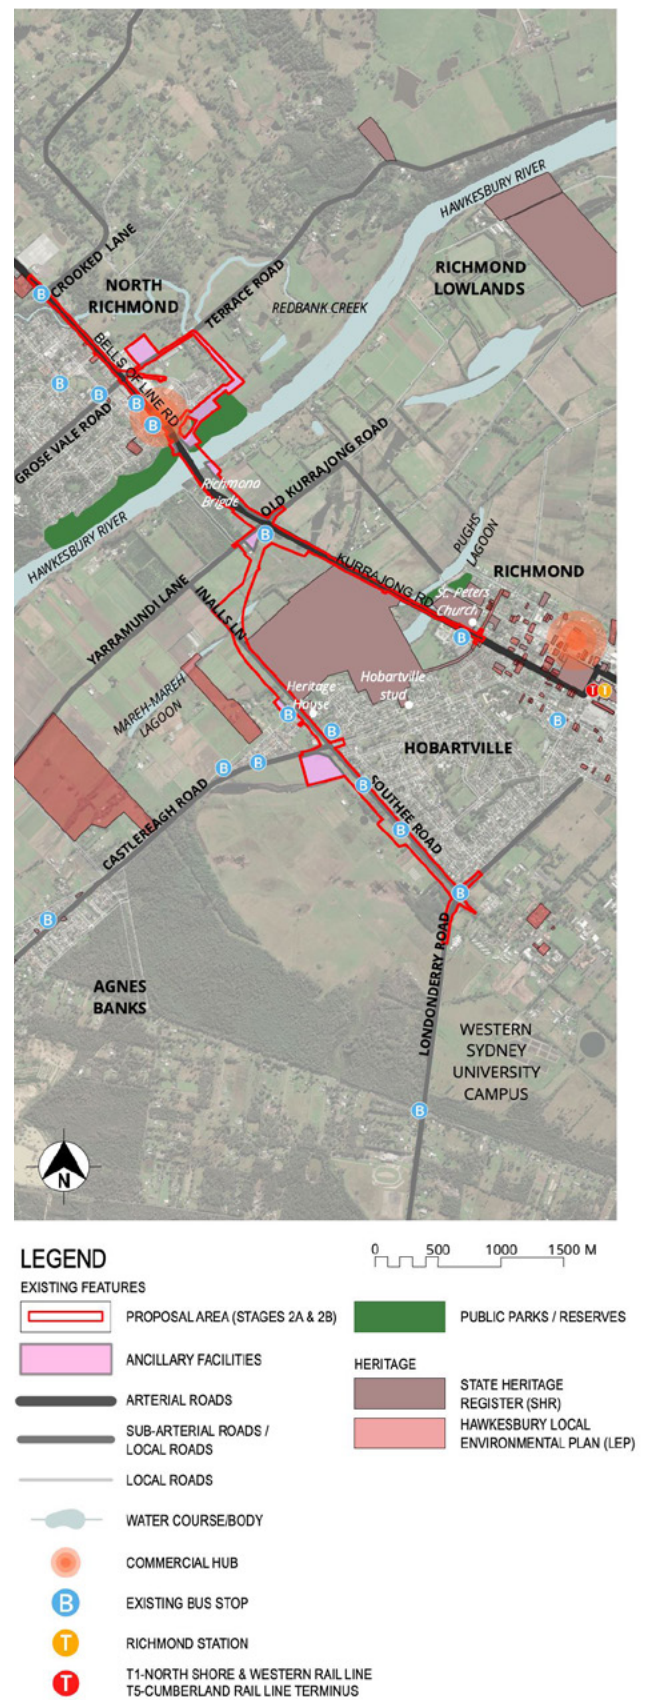 HAWKESBURY RIVER
CROOKED LANE
NORTH
RICHMOND
RICHMOND
LOWLANDS
TERRACE ROAD
REDBANK CREEK
B
BELLS OF LINE RD
B
B
B
B
GROSE VALE ROAD
OLD KURRAJONG ROAD
Richmond
Brigde
HAWKESBURY RIVER
B
PUGHS
LAGOON
KURRAJONG RD
RICHMOND
YARRAMUNDI LANE
INALLS LN
St. Peters
Church
B
Hobartville
stud
Heritage
House
MAREH-MAREH
LAGOON
T
T
B
B
B
HOBARTVILLE
B
B
CASTLEREAGH ROAD
SOUTHEE ROAD
B
B
B
B
LONDONDERRY ROAD
AGNES
BANKS
WESTERN
SYDNEY
UNIVERSITY
CAMPUS
B
N
LEGEND
0 500 1000 1500 M
EXISTING FEATURES
PROPOSAL AREA (STAGES 2A & 2B)
ANCILLARY FACILITIES
ARTERIAL ROADS
SUB-ARTERIAL ROADS /
LOCAL ROADS
LOCAL ROADS
WATER COURSE/BODY
COMMERCIAL HUB
B EXISTING BUS STOP
T RICHMOND STATION
T T1-NORTH SHORE & WESTERN RAIL LINE
T5-CUMBERLAND RAIL LINE TERMINUS
PUBLIC PARKS / RESERVES
HERITAGE
STATE HERITAGE
REGISTER (SHR)
HAWKESBURY LOCAL
ENVIRONMENTAL PLAN (LEP)